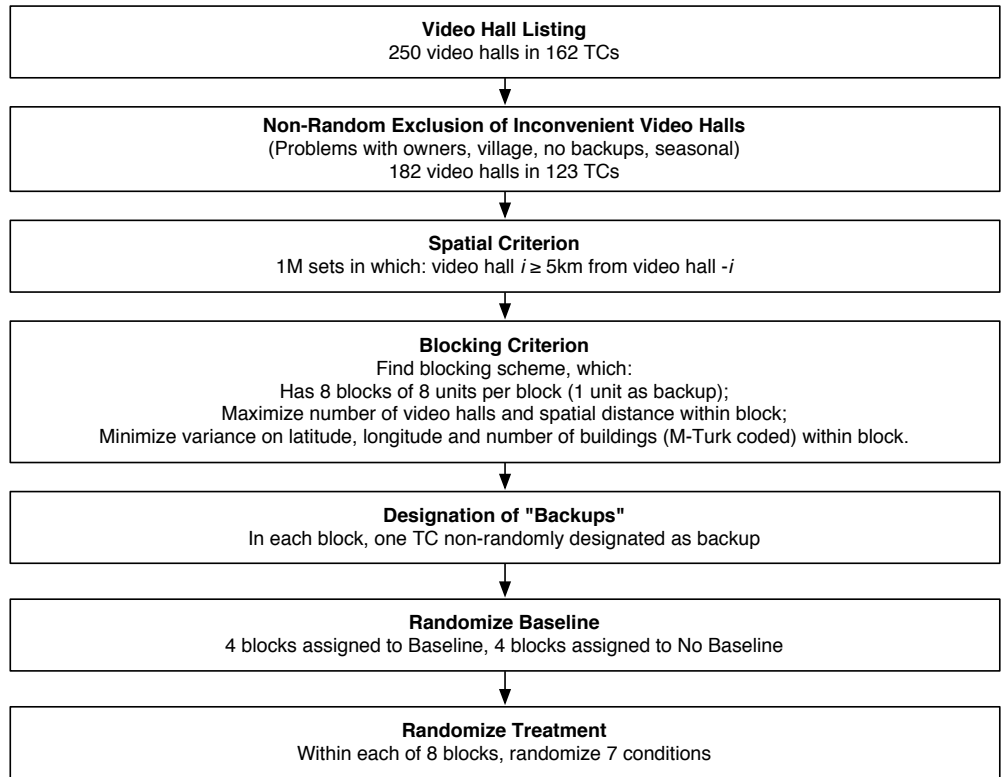 Video Hall Listing
250 video halls in 162 TCs
Non-Random Exclusion of Inconvenient Video Halls
(Problems with owners, village, no backups, seasonal)
182 video halls in 123 TCs
Spatial Criterion
1M sets in which: video hall i ≥ 5km from video hall -i
Blocking Criterion
Find blocking scheme, which:
Has 8 blocks of 8 units per block (1 unit as backup);
Maximize number of video halls and spatial distance within block;
Minimize variance on latitude, longitude and number of buildings (M-Turk coded) within block.
Designation of "Backups"
In each block, one TC non-randomly designated as backup
Randomize Baseline
4 blocks assigned to Baseline, 4 blocks assigned to No Baseline
Randomize Treatment
Within each of 8 blocks, randomize 7 conditions